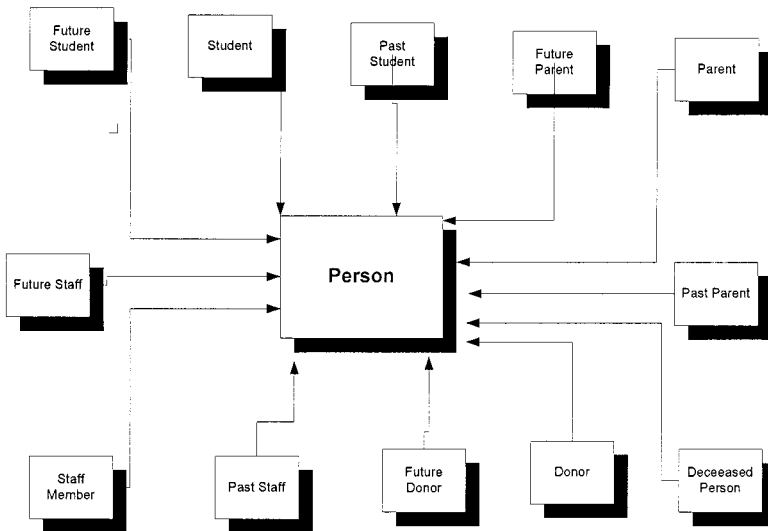 Future
Student
Student
Past
Student
Future
Parent
Parent
Future Staff
Person
Past Parent
Staff
Member
Past Staff
Future
Donor
Donor
Deceeased
Person